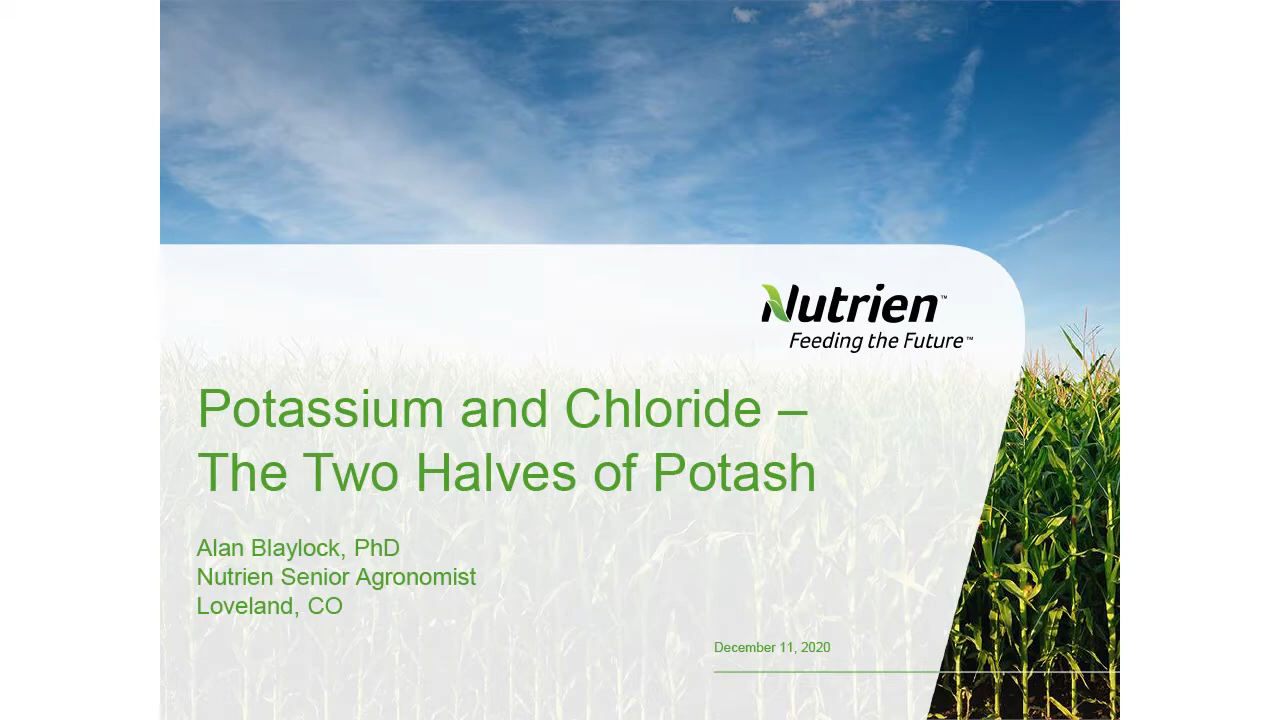 Nutrien™
Feeding the Future™
Potassium and Chloride –
The Two Halves of Potash
Alan Blaylock, PhD
Nutrien Senior Agronomist
Loveland, CO
December 11, 2020